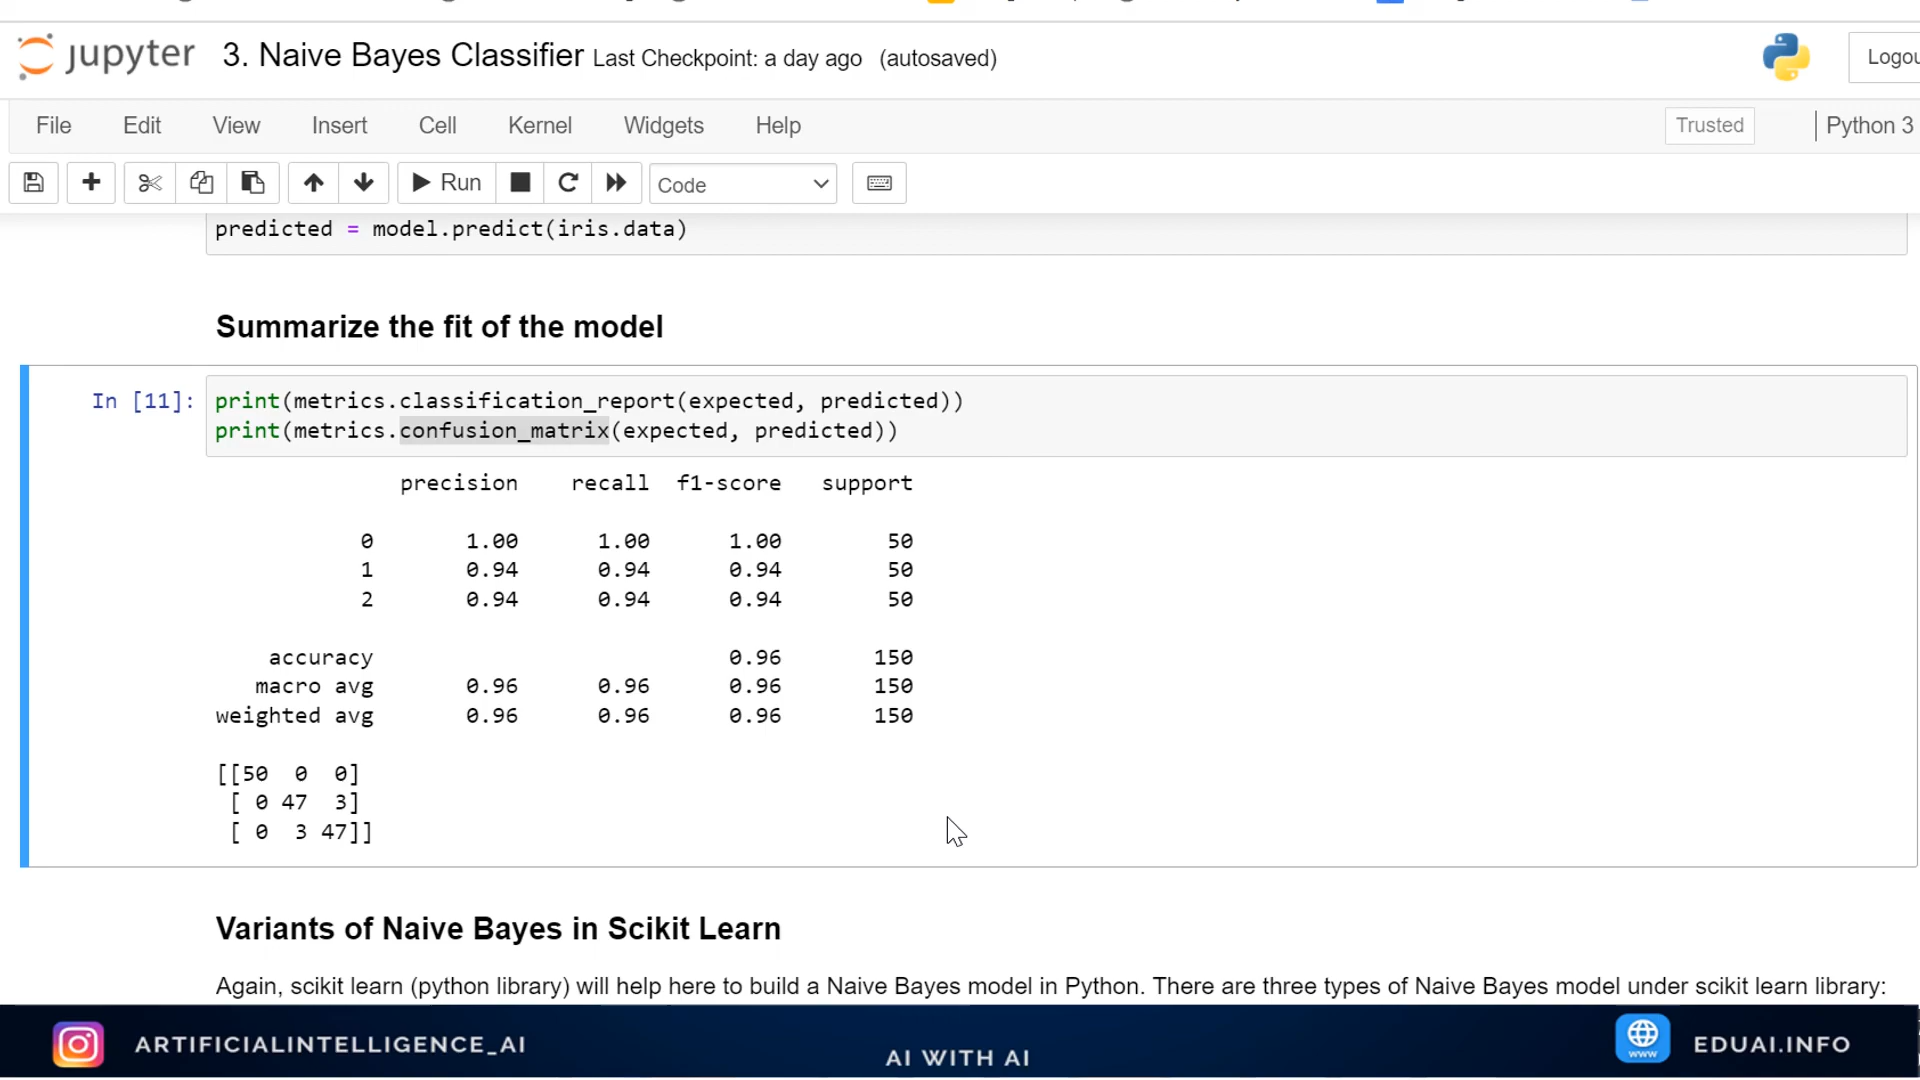 jupyter 3. Naive Bayes Classifier Last Checkpoint: a day ago (autosaved)
Logou
File Edit View Insert Cell Kernel Widgets Help Trusted Python 3
Run Code
predicted = model.predict(iris.data)
Summarize the fit of the model
In [11]: print(metrics.classification_report(expected, predicted))
print(metrics.confusion_matrix(expected, predicted))
precision recall f1-score support
0 1.00 1.00 1.00 50
1 0.94 0.94 0.94 50
2 0.94 0.94 0.94 50
accuracy 0.96 150
macro avg 0.96 0.96 0.96 150
weighted avg 0.96 0.96 0.96 150
[[50 0 0]
[ 0 47 3]
[ 0 3 47]]
Variants of Naive Bayes in Scikit Learn
Again, scikit learn (python library) will help here to build a Naive Bayes model in Python. There are three types of Naive Bayes model under scikit learn library:
ARTIFICIALINTELLIGENCE_AI
AI WITH AI
www
EDUAI.INFO